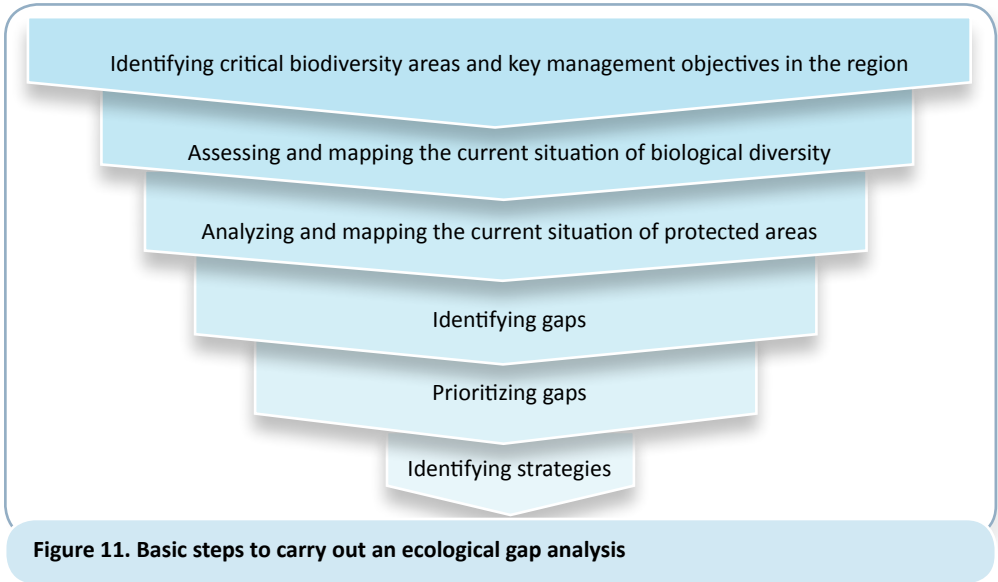 Identifying critical biodiversity areas and key management objectives in the region
Assessing and mapping the current situation of biological diversity
Analyzing and mapping the current situation of protected areas
Identifying gaps
Prioritizing gaps
Identifying strategies
Figure 11. Basic steps to carry out an ecological gap analysis